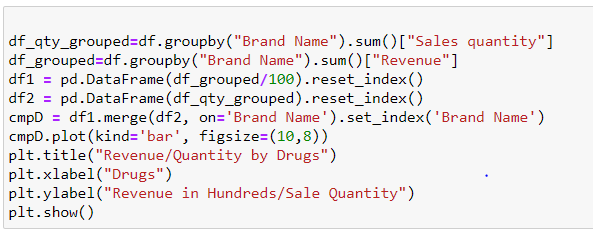 df_qty_grouped=df.groupby("Brand Name").sum()["Sales quantity"]
df_grouped=df.groupby("Brand Name").sum()["Revenue"]
df1 = pd.DataFrame(df_grouped/100).reset_index()
df2 = pd.DataFrame(df_qty_grouped).reset_index()
cmpD = df1.merge(df2, on='Brand Name').set_index('Brand Name')
cmpD.plot(kind='bar', figsize=(10,8))
plt.title("Revenue/Quantity by Drugs")
plt.xlabel("Drugs")
plt.ylabel("Revenue in Hundreds/Sale Quantity")
plt.show()